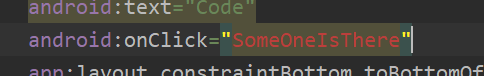 android:text="Code"
android:onClick="SomeOneIsThere"
app:layout_constraintBottom_toBottomOf